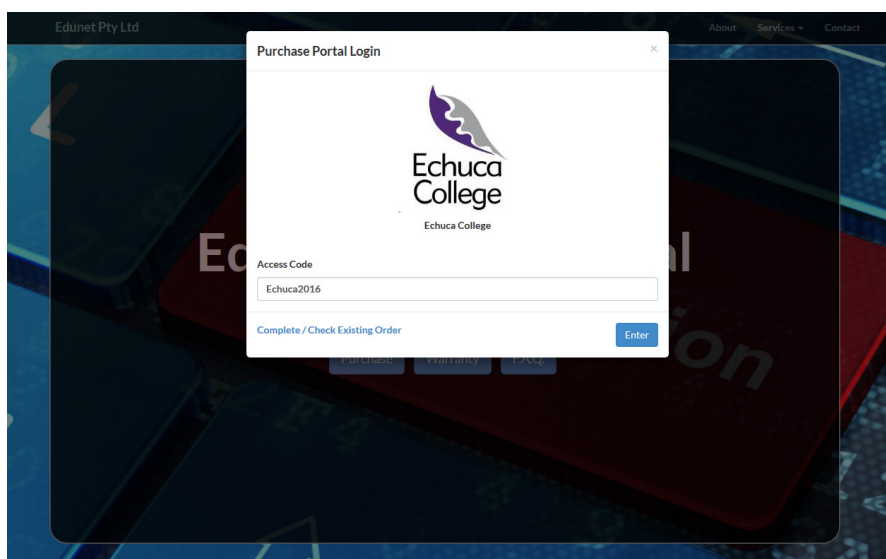 Edunet Pty Ltd
About
Services
Contact
Purchase Portal Login
×
Echuca
College
Echuca College
Access Code
Echuca2016
Complete / Check Existing Order
Enter
Purchase
Warranty
F.A.Q.